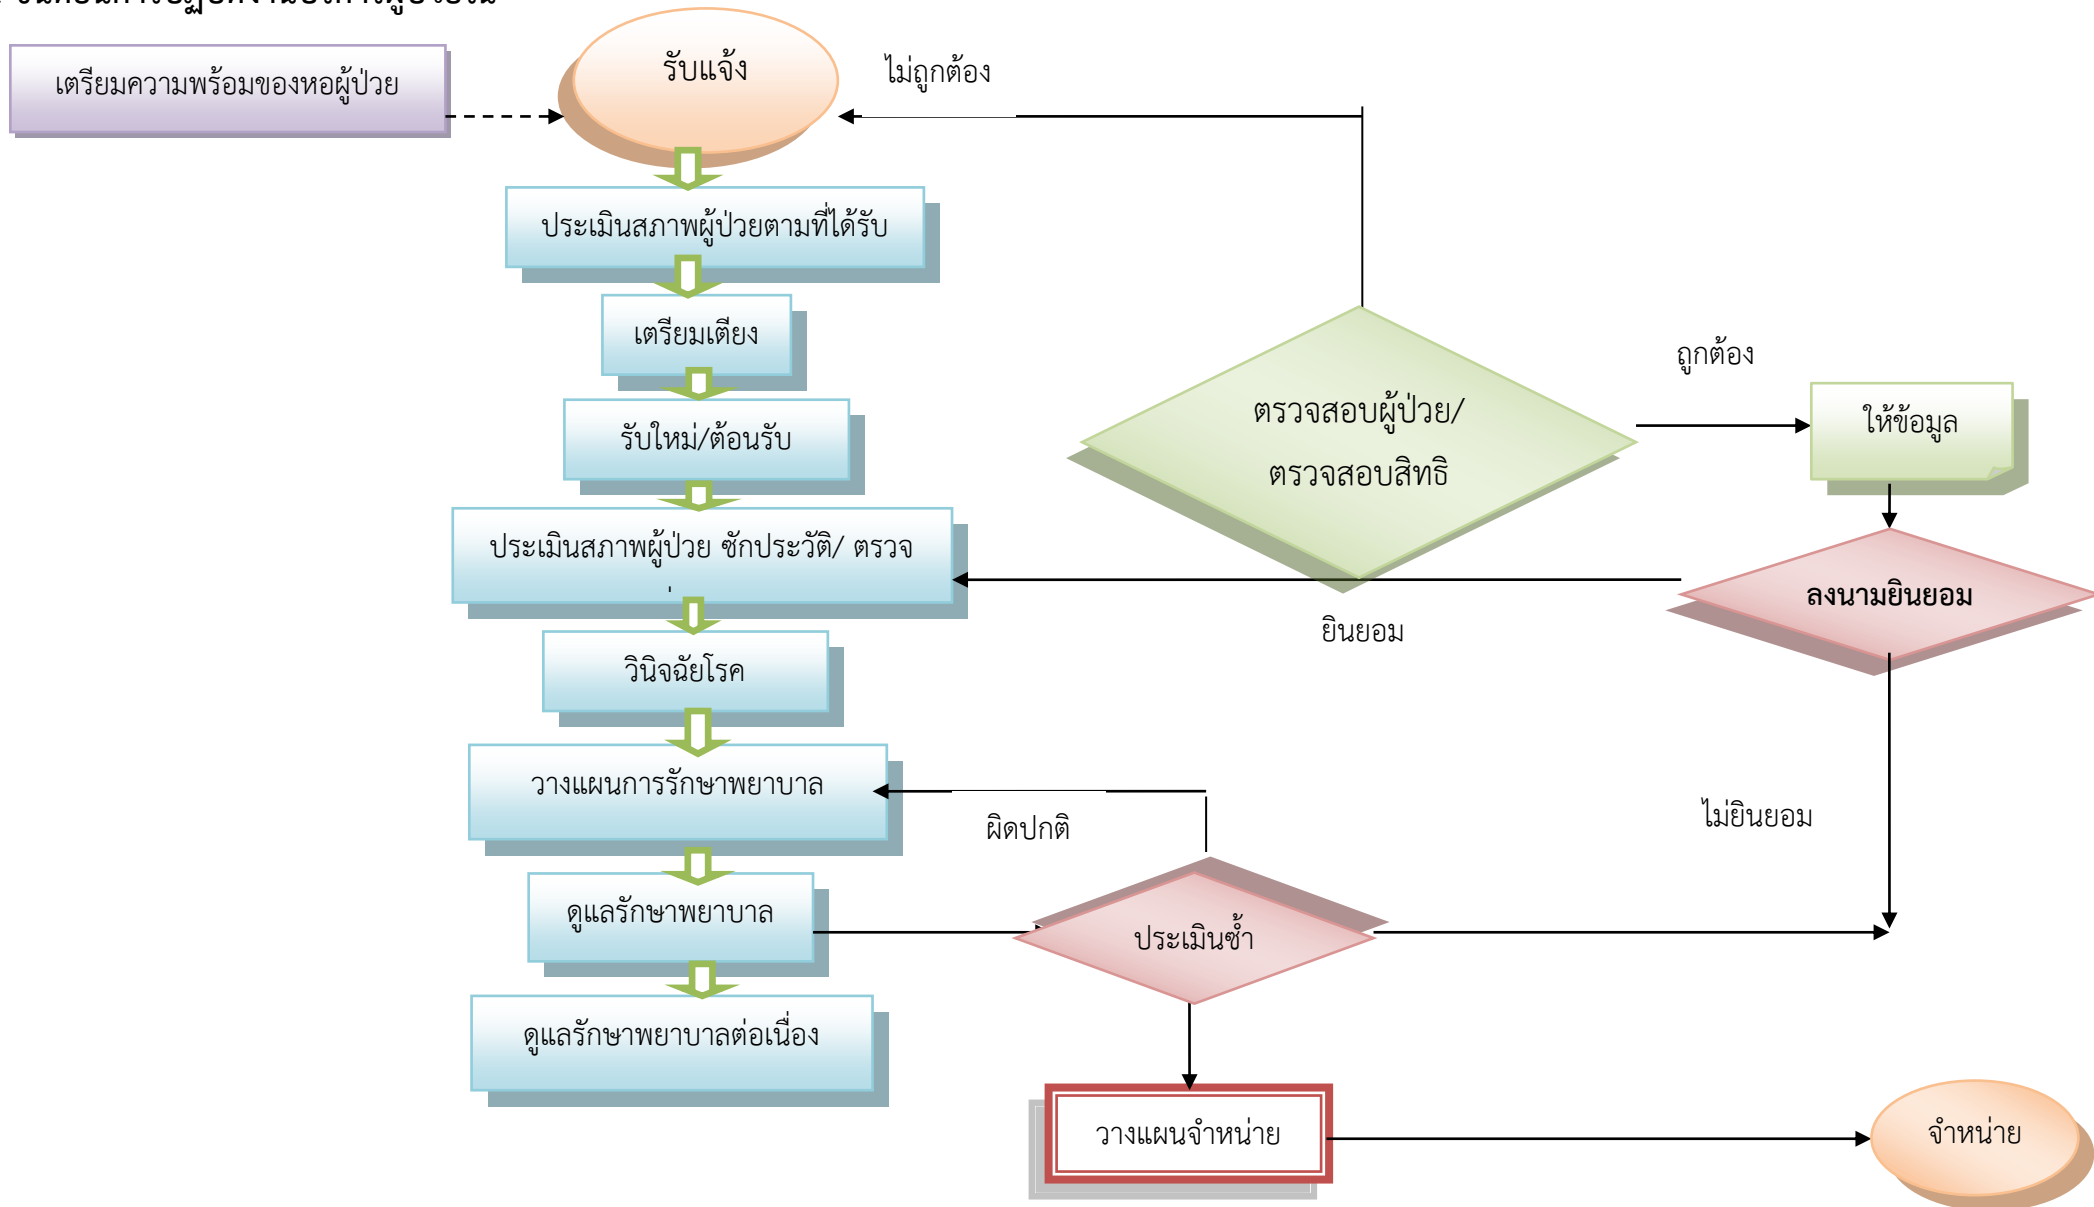 รับแจ้ง
ไม่ถูกต้อง
เตรียมความพร้อมของหอผู้ป่วย
ประเมินสภาพผู้ป่วยตามที่ได้รับ
เตรียมเตียง
ถูกต้อง
ตรวจสอบผู้ป่วย/
ตรวจสอบสิทธิ
ให้ข้อมูล
รับใหม่/ต้อนรับ
ประเมินสภาพผู้ป่วย ซักประวัติ/ ตรวจ
ลงนามยินยอม
ยินยอม
วินิจฉัยโรค
วางแผนการรักษาพยาบาล
ผิดปกติ
ไม่ยินยอม
ดูแลรักษาพยาบาล
ประเมินซ้ำ
ดูแลรักษาพยาบาลต่อเนื่อง
วางแผนจำหน่าย
จำหน่าย